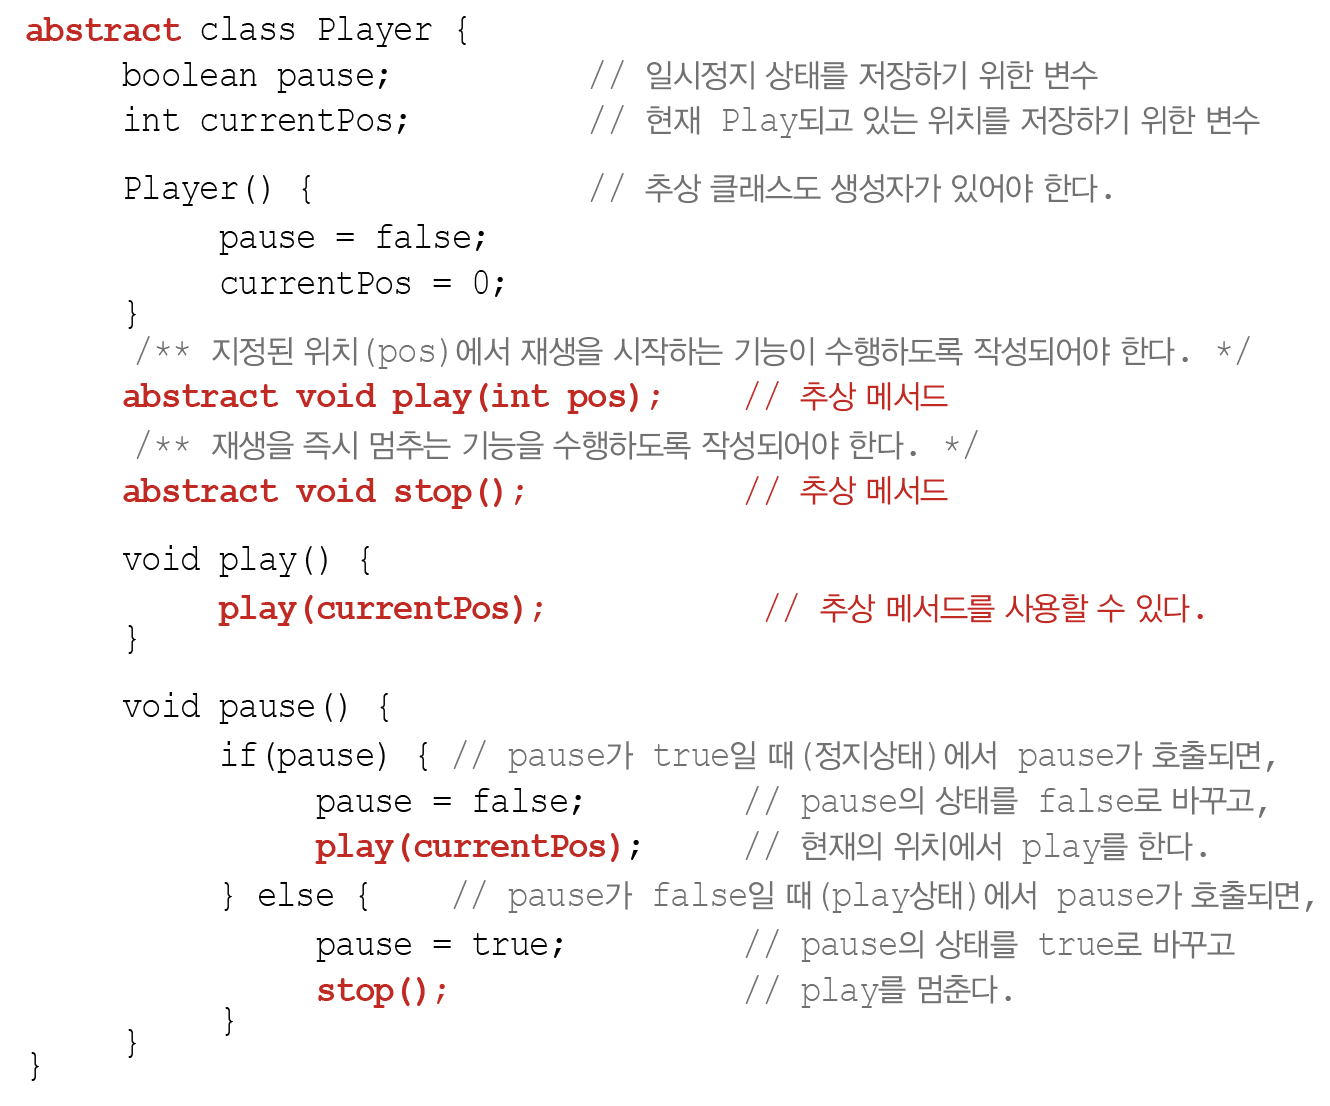 abstract class Player {
boolean pause; // 일시정지 상태를 저장하기 위한 변수
int currentPos; // 현재 Play되고 있는 위치를 저장하기 위한 변수
Player() { // 추상 클래스도 생성자가 있어야 한다.
pause = false;
currentPos = 0;
}
/** 지정된 위치(pos)에서 재생을 시작하는 기능이 수행하도록 작성되어야 한다. */
abstract void play(int pos); // 추상 메서드
/** 재생을 즉시 멈추는 기능을 수행하도록 작성되어야 한다. */
abstract void stop(); // 추상 메서드
void play() {
play(currentPos); // 추상 메서드를 사용할 수 있다.
}
void pause() {
if(pause) { // pause가 true일 때(정지상태)에서 pause가 호출되면,
pause = false; // pause의 상태를 false로 바꾸고,
play(currentPos); // 현재의 위치에서 play를 한다.
} else { // pause가 false일 때(play상태)에서 pause가 호출되면,
pause = true; // pause의 상태를 true로 바꾸고
stop(); // play를 멈춘다.
}
}
}